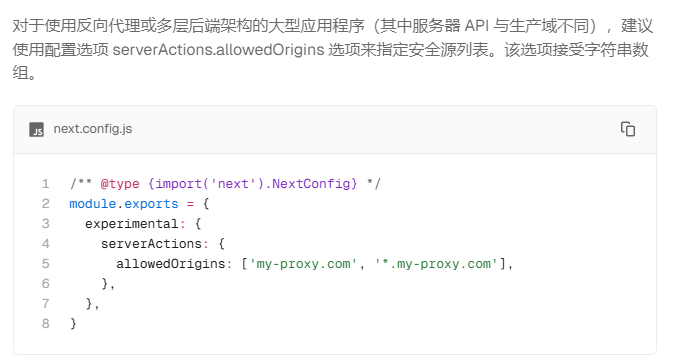 对于使用反向代理或多层后端架构的大型应用程序（其中服务器 API 与生产域不同），建议
使用配置选项 serverActions.allowedOrigins 选项来指定安全源列表。该选项接受字符串数
组。
JS next.config.js
1 /** @type {import('next').NextConfig} */
2 module.exports = {
3   experimental: {
4     serverActions: {
5       allowedOrigins: ['my-proxy.com', '*.my-proxy.com'],
6     },
7   },
8 }